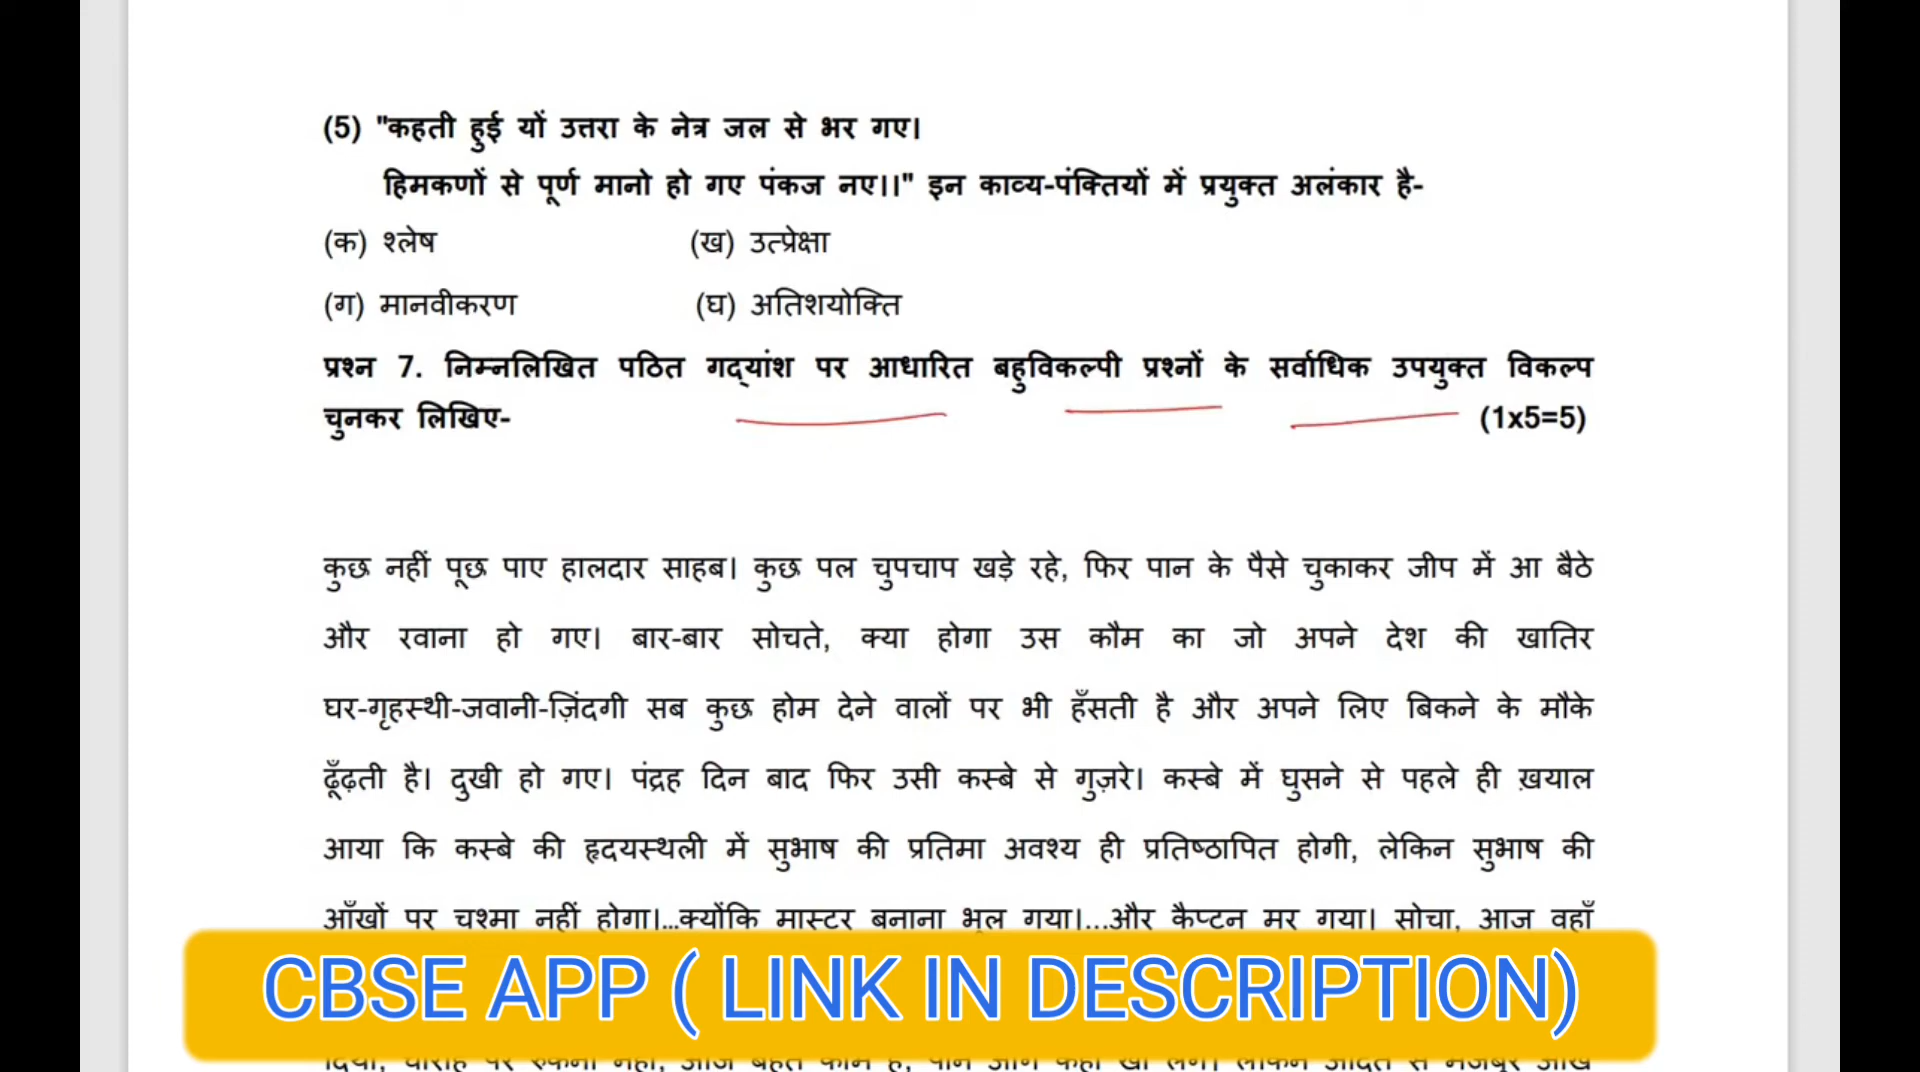 (5) "कहती हुई यों उत्तरा के नेत्र जल से भर गए।
हिमकणों से पूर्ण मानो हो गए पंकज नए।।" इन काव्य-पंक्तियों में प्रयुक्त अलंकार है-
(क) श्लेष (ख) उत्प्रेक्षा
(ग) मानवीकरण (घ) अतिशयोक्ति
प्रश्न 7. निम्नलिखित पठित गद्यांश पर आधारित बहुविकल्पी प्रश्नों के सर्वाधिक उपयुक्त विकल्प
चुनकर लिखिए- (1x5=5)
कुछ नहीं पूछ पाए हालदार साहब। कुछ पल चुपचाप खड़े रहे, फिर पान के पैसे चुकाकर जीप में आ बैठे
और रवाना हो गए। बार-बार सोचते, क्या होगा उस कौम का जो अपने देश की खातिर
घर-गृहस्थी-जवानी-ज़िंदगी सब कुछ होम देने वालों पर भी हँसती है और अपने लिए बिकने के मौके
ढूँढ़ती है। दुखी हो गए। पंद्रह दिन बाद फिर उसी कस्बे से गुज़रे। कस्बे में घुसने से पहले ही ख़याल
आया कि कस्बे की हृदयस्थली में सुभाष की प्रतिमा अवश्य ही प्रतिष्ठापित होगी, लेकिन सुभाष की
आँखों पर चश्मा नहीं होगा।...क्योंकि मास्टर बनाना भूल गया।...और कैप्टन मर गया। सोचा, आज वहाँ
CBSE APP ( LINK IN DESCRIPTION)